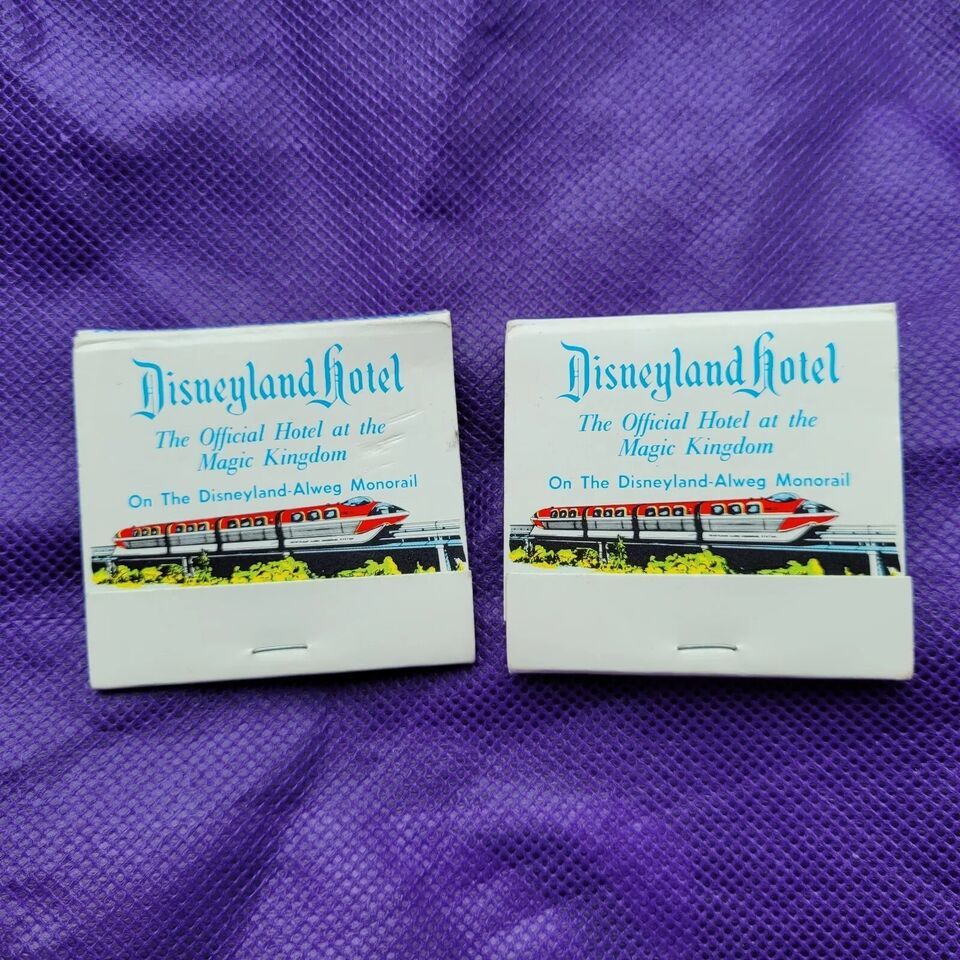 Disneyland Hotel
The Official Hotel at the
Magic Kingdom
On The Disneyland-Alweg Monorail
Disneyland Hotel
The Official Hotel at the
Magic Kingdom
On The Disneyland-Alweg Monorail